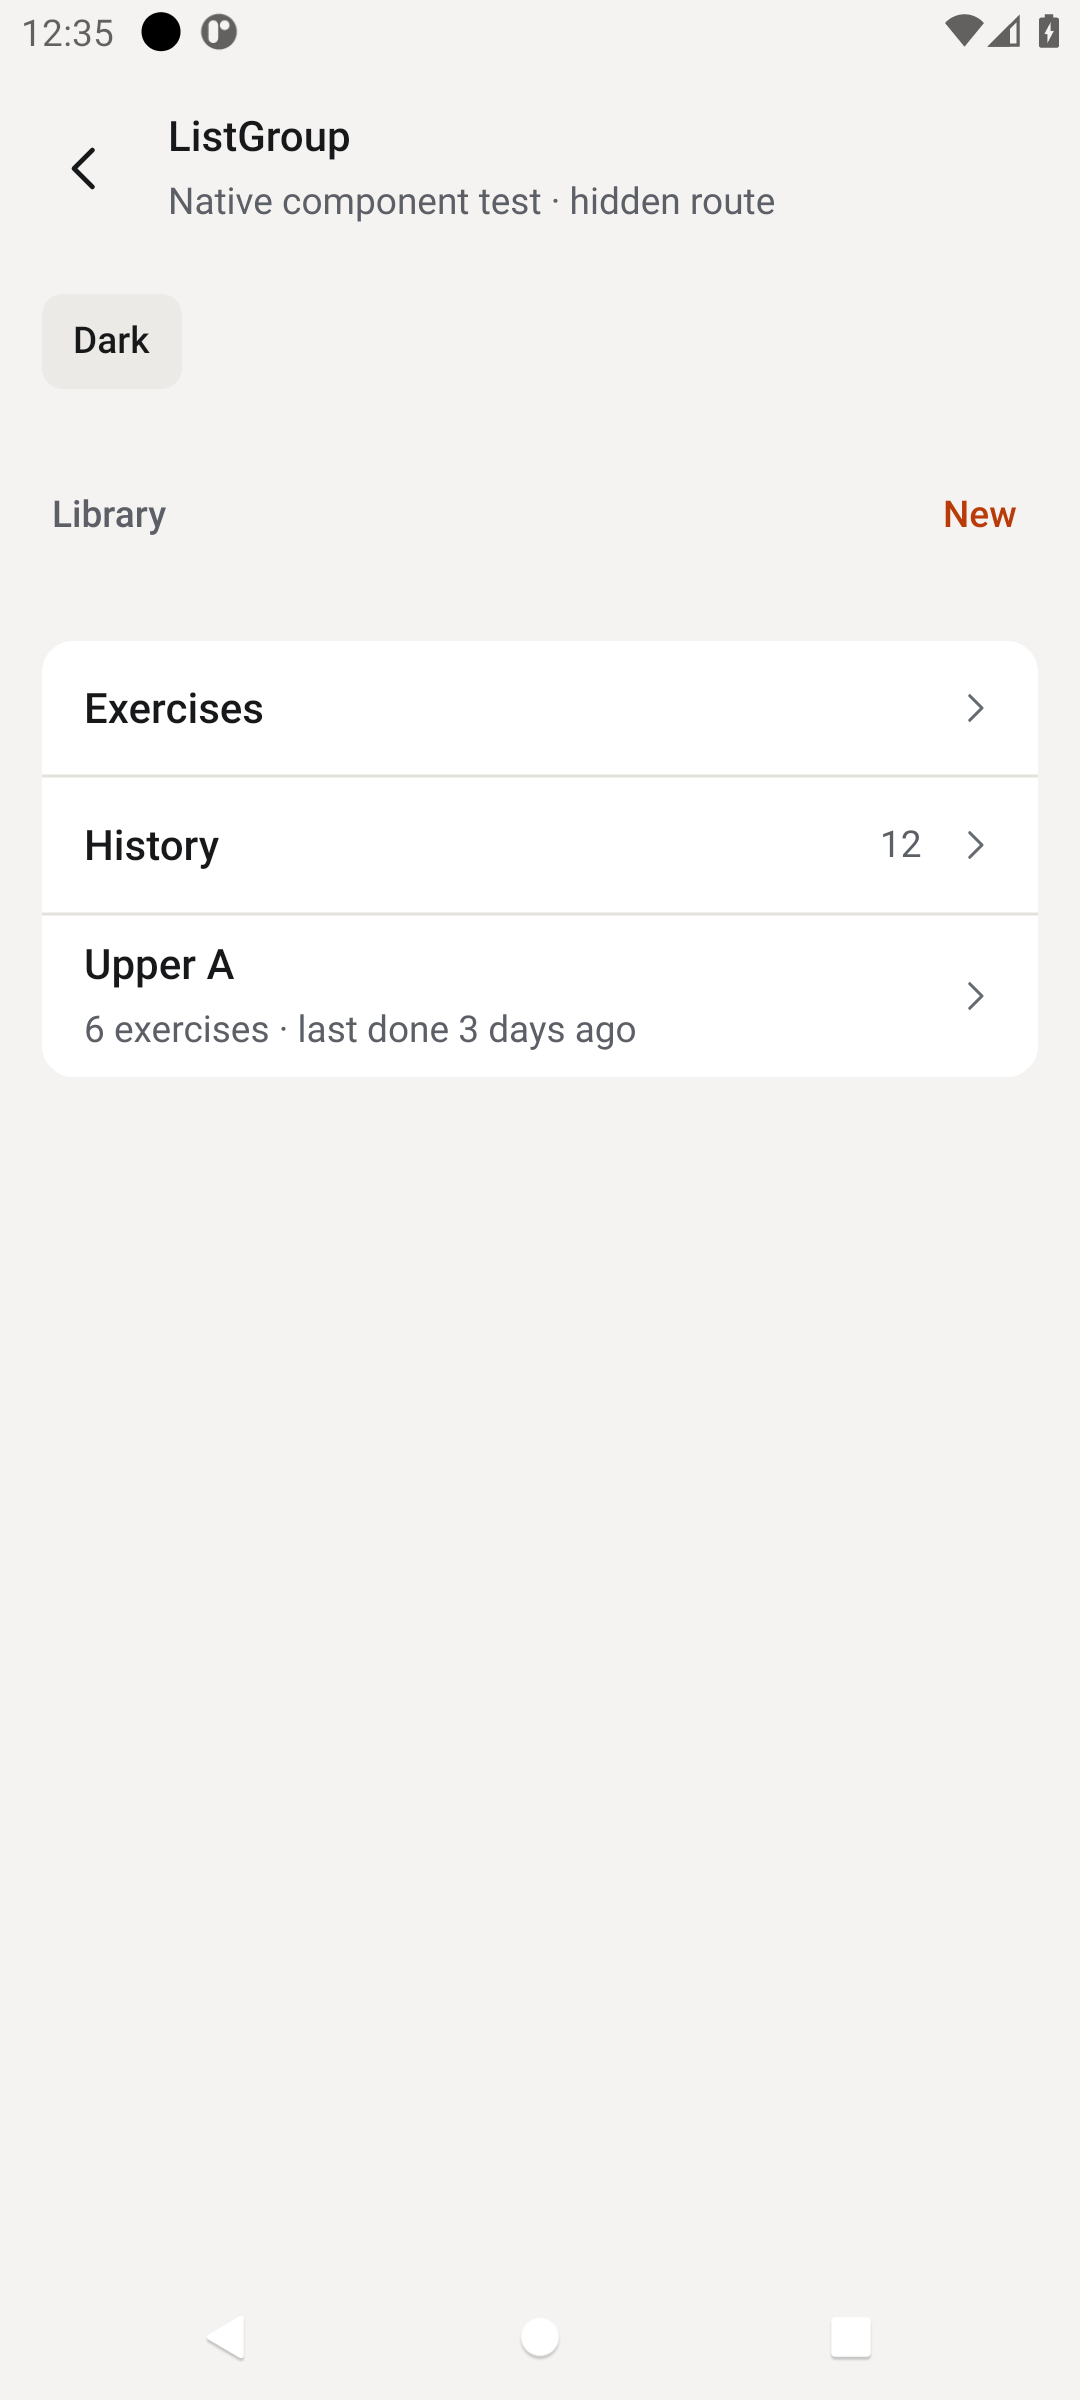 12:35
ListGroup
Native component test · hidden route
Dark
Library
New
Exercises
History
12
Upper A
6 exercises · last done 3 days ago